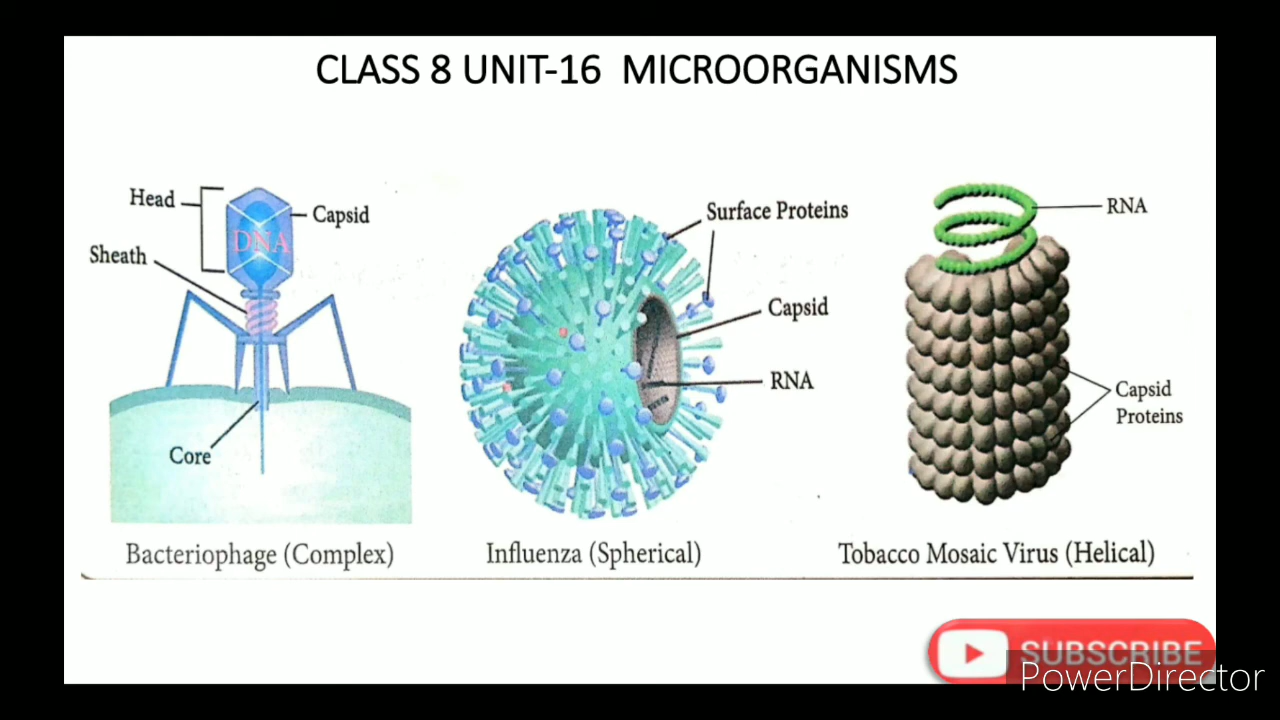 CLASS 8 UNIT-16 MICROORGANISMS
Head
Capsid
DNA
Sheath
Core
Bacteriophage (Complex)
Surface Proteins
Capsid
RNA
Influenza (Spherical)
RNA
Capsid
Proteins
Tobacco Mosaic Virus (Helical)
SUBSCRIBE
PowerDirector